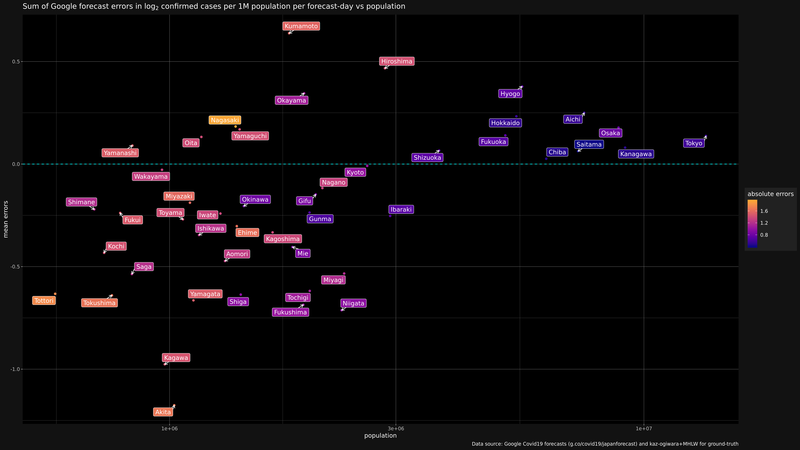 Sum of Google forecast errors in log₂ confirmed cases per 1M population per forecast-day vs population
Kumamoto
0.5
Hiroshima
Hyogo
Okayama
Nagasaki
Aichi
Hokkaido
Yamaguchi
Osaka
Oita
Fukuoka
Saitama
Tokyo
Yamanashi
Chiba
Kanagawa
Shizuoka
0.0
Wakayama
Kyoto
Nagano
Miyazaki
Shimane
Okinawa
Gifu
Toyama
Iwate
Ibaraki
Fukui
Gunma
Ishikawa
Ehime
Kagoshima
Kochi
Aomori
Mie
-0.5
Saga
Miyagi
Tottori
Tokushima
Yamagata
Shiga
Tochigi
Niigata
Fukushima
Kagawa
-1.0
Akita
mean errors
1e+06
3e+06
1e+07
population
absolute errors
1.6
1.2
0.8
Data source: Google Covid19 forecasts (g.co/covid19/japanforecast) and kaz-ogiwara+MHLW for ground-truth